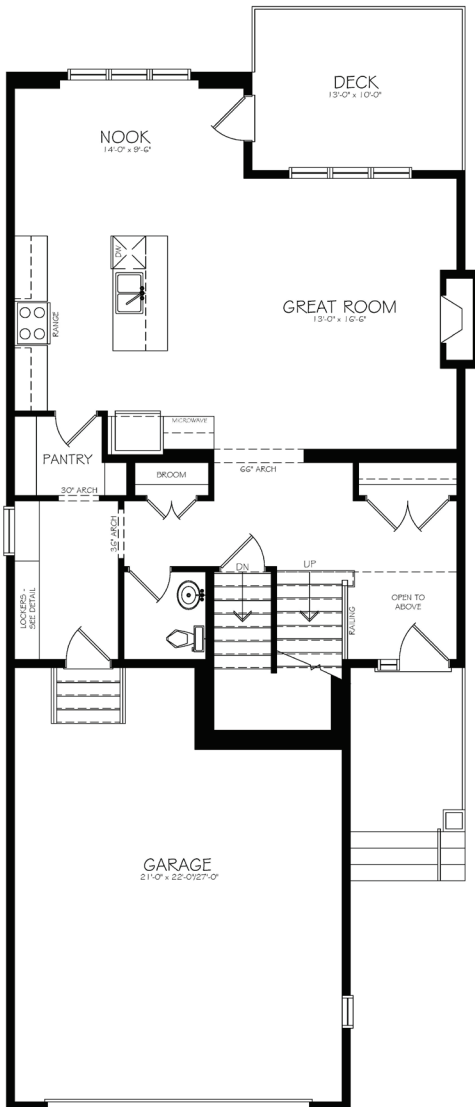 DECK
13'-0" x 10'-0"
NOOK
14'-0" x 9'-6"
DW
GREAT ROOM
13'-0" x 16'-6"
RANGE
MICROWAVE
PANTRY
BROOM
66" ARCH
30" ARCH
36" ARCH
DN
UP
LOCKERS -
SEE DETAIL
RAILING
OPEN TO
ABOVE
GARAGE
21'-0" x 22'-0"/27'-0"